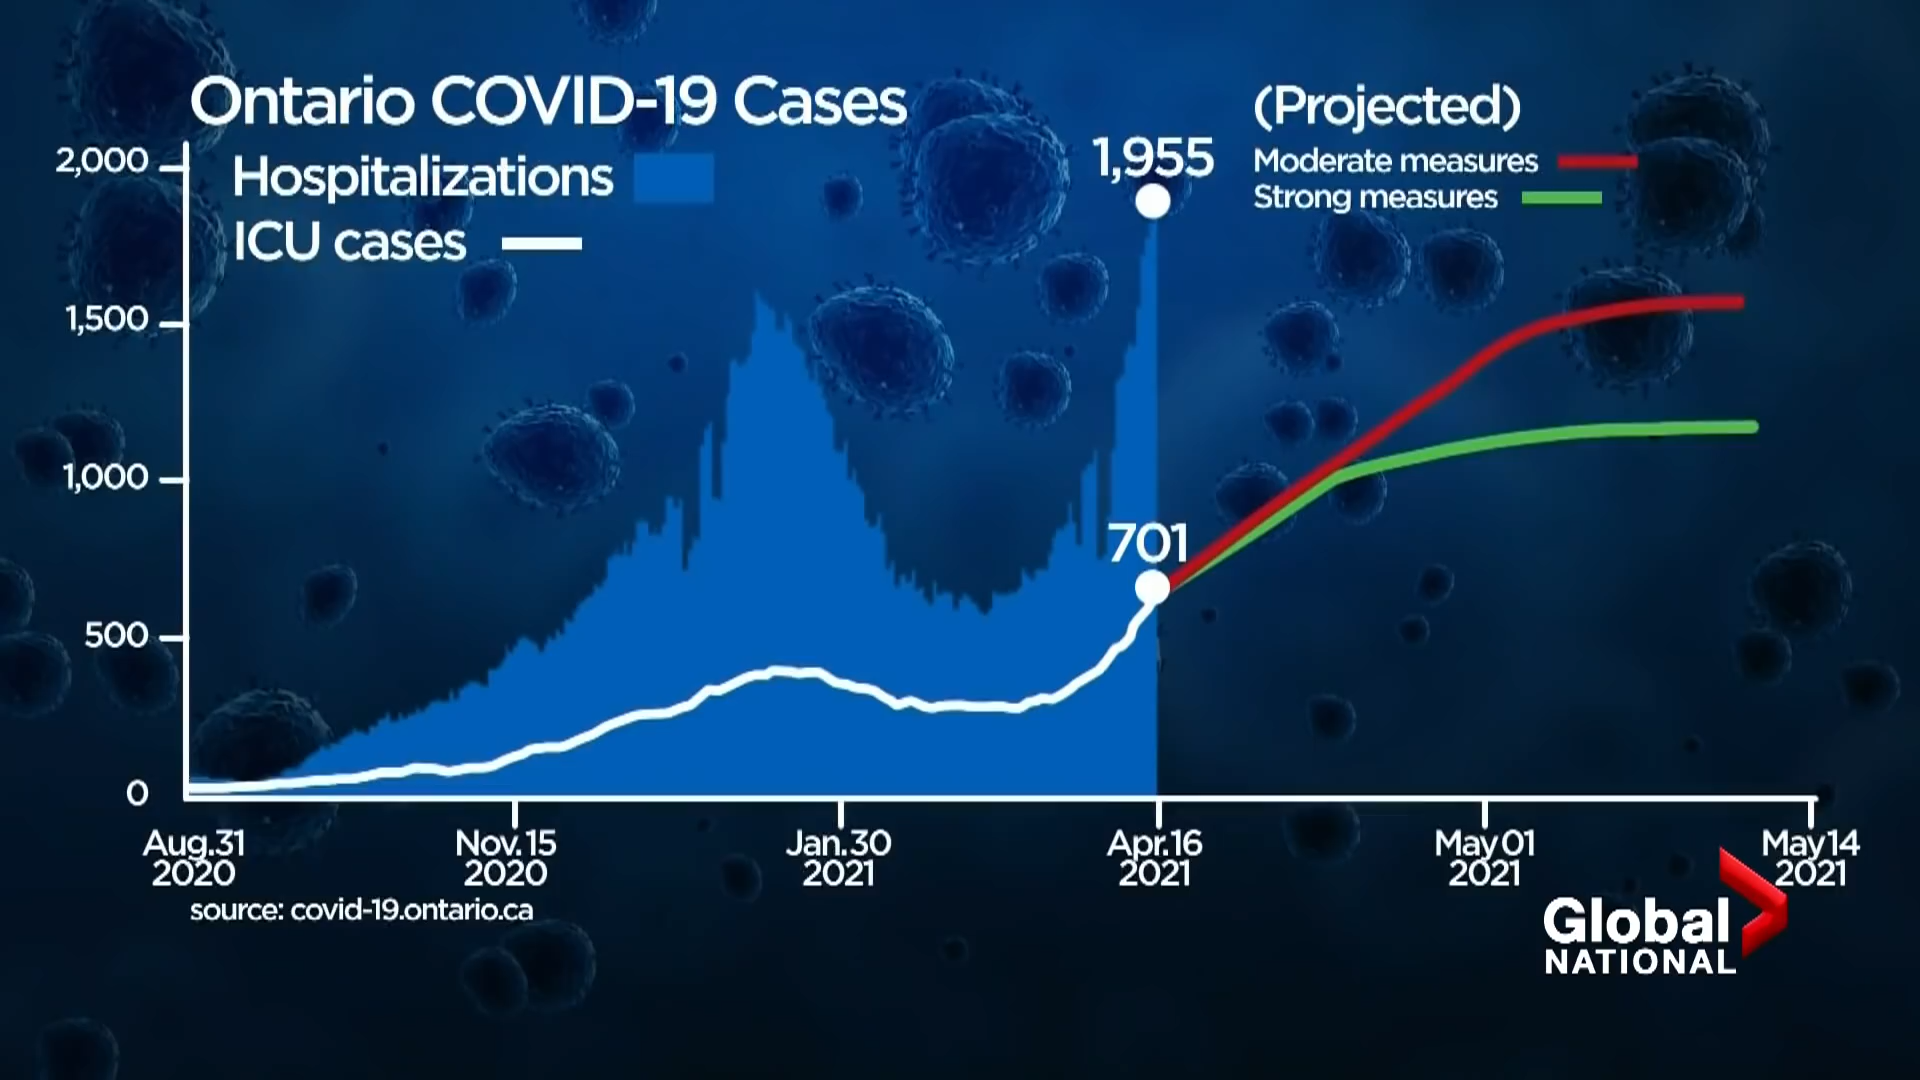 Ontario COVID-19 Cases
Hospitalizations
ICU cases
(Projected)
Moderate measures
Strong measures
1,955
701
2,000
1,500
1,000
500
0
Aug.31
2020
Nov.15
2020
Jan.30
2021
Apr.16
2021
May 01
2021
May 14
2021
source: covid-19.ontario.ca
Global
NATIONAL